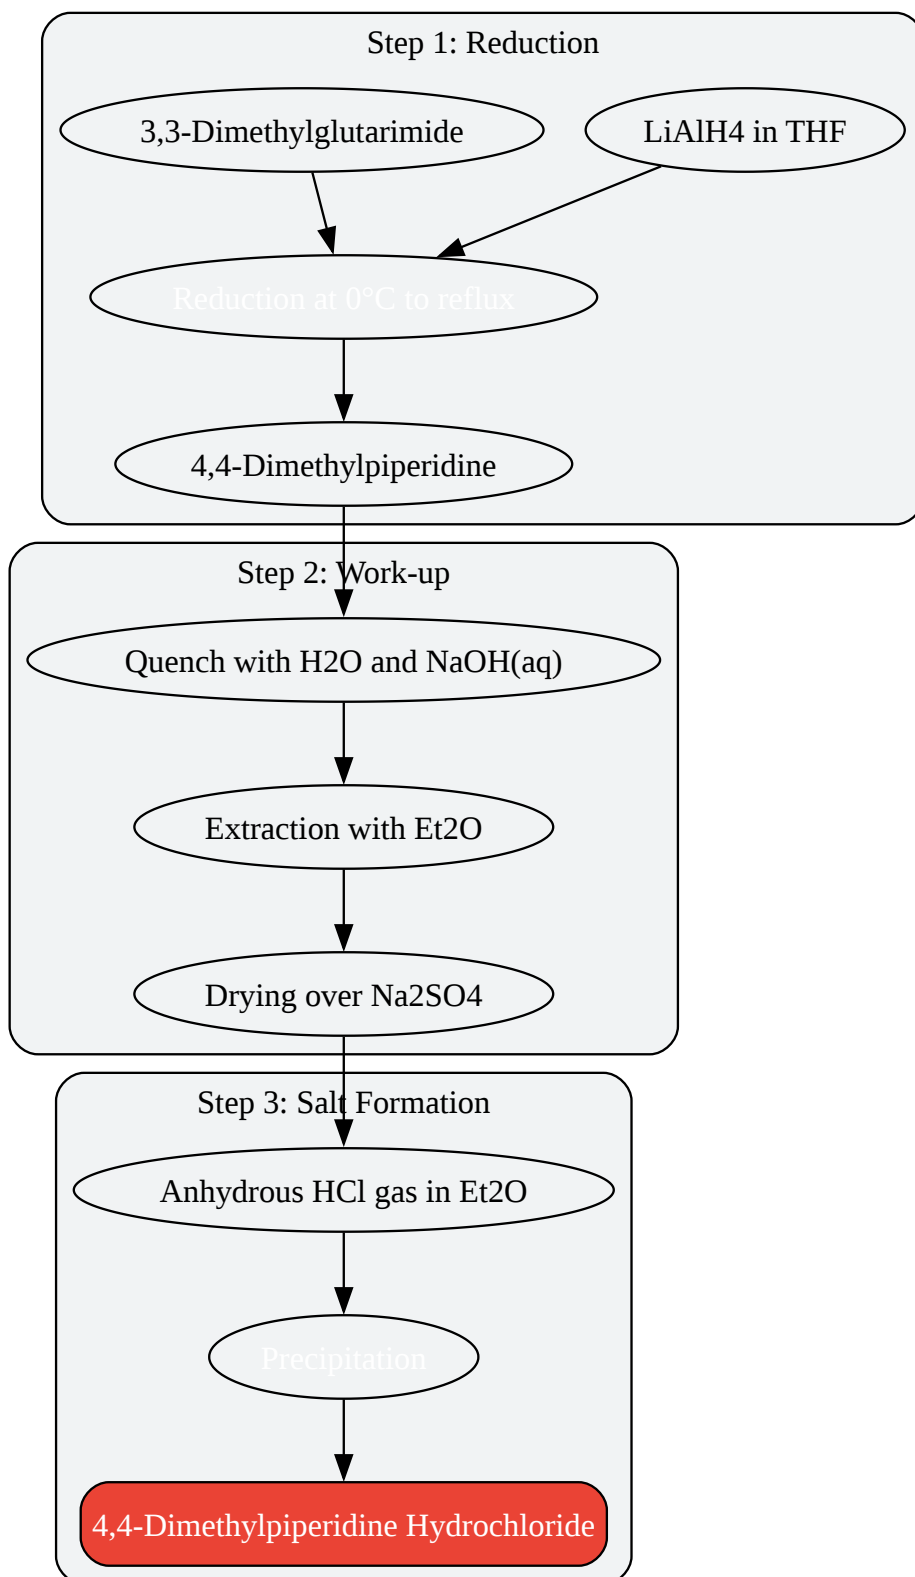 Step 1: Reduction
3,3-Dimethylglutarimide
LiAlH4 in THF
Reduction at 0°C to reflux
4,4-Dimethylpiperidine
Step 2: Work-up
Quench with H2O and NaOH(aq)
Extraction with Et2O
Drying over Na2SO4
Step 3: Salt Formation
Anhydrous HCl gas in Et2O
Precipitation
4,4-Dimethylpiperidine Hydrochloride